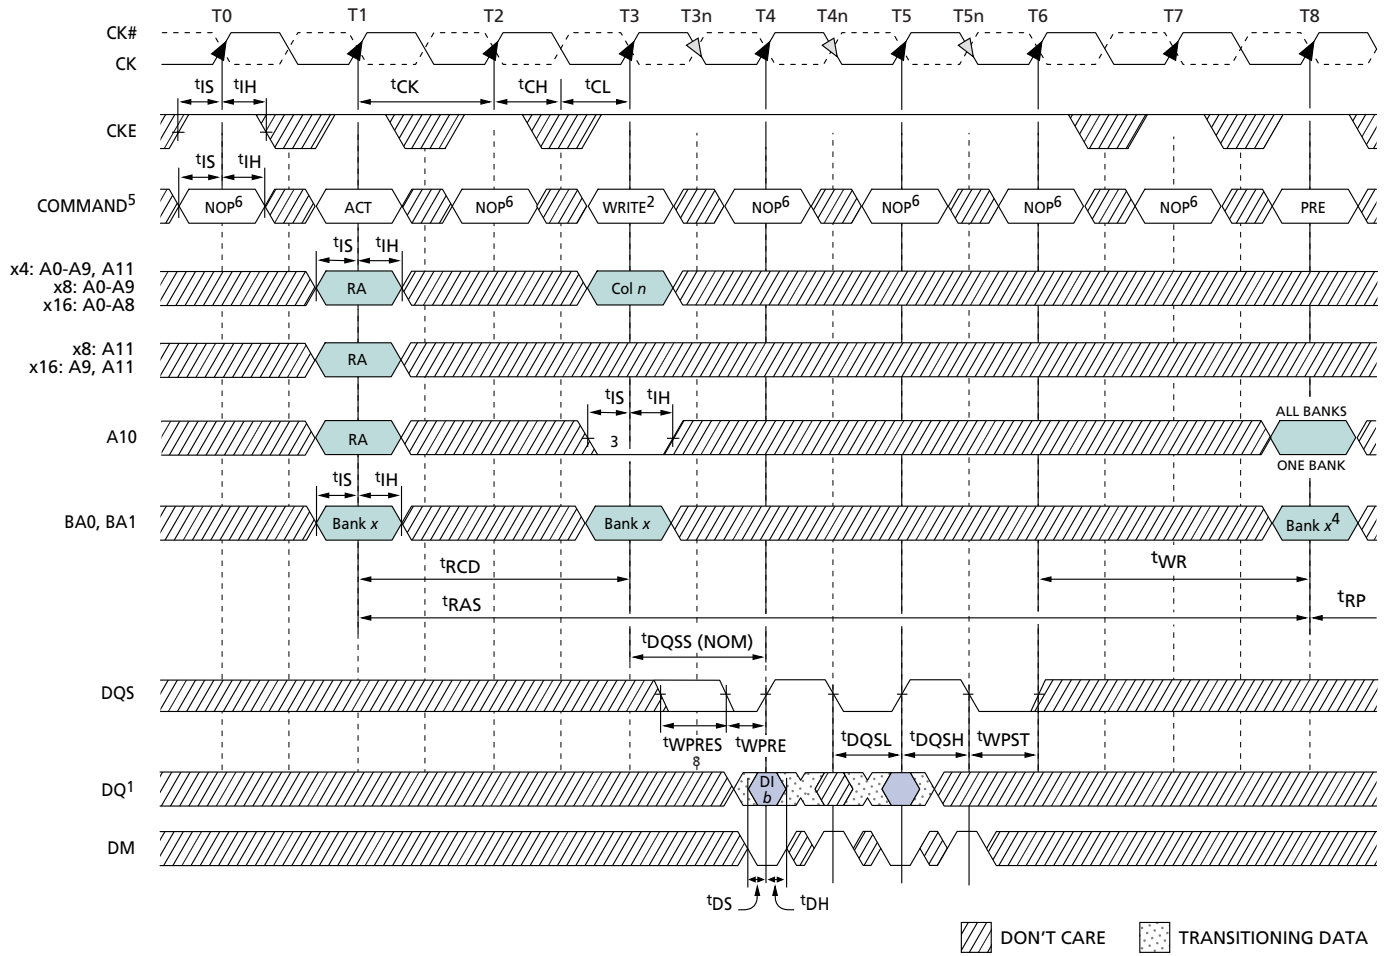 T0 T1 T2 T3 T3n T4 T4n T5 T5n T6 T7 T8
CK#
CK
tIS tIH tCK tCH tCL
CKE
tIS tIH
COMMAND5 NOP6 ACT NOP6 WRITE2 NOP6 NOP6 NOP6 NOP6 PRE
tIS tIH
x4: A0-A9, A11
x8: A0-A9
x16: A0-A8
RA Col n
x8: A11
x16: A9, A11
RA
tIS tIH
ALL BANKS
A10 RA 3
ONE BANK
tIS tIH
BA0, BA1 Bank x Bank x Bank x4
tRCD tWR
tRAS tRP
tDQSS (NOM)
DQS
tWPRES tWPRE tDQSL tDQSH tWPST
8
DQ1 DI
b
DM
tDS tDH
DON'T CARE TRANSITIONING DATA